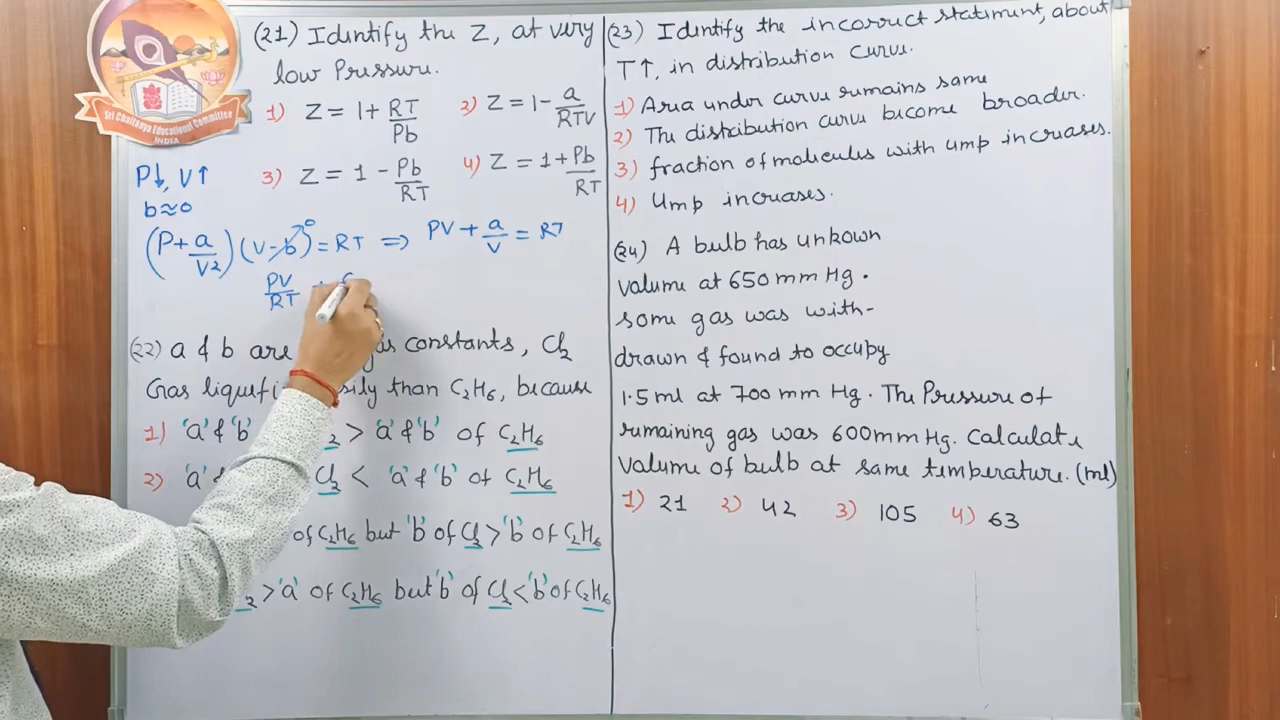 Sri Chaitanya Educational Committee
INDIA
(21) Identify the Z, at very
low Pressure.
1) Z = 1 + RT/Pb 2) Z = 1 - a/RTV
3) Z = 1 - Pb/RT 4) Z = 1 + Pb/RT
P↓, V↑
b≈0
(P + a/V2) (V - b)0 = RT ⇒ PV + a/V = RT
PV/RT
(22) a & b are constants, Cl2
Gas than C2H6, because
1) 'a' & 'b' 2 > 'a' & 'b' of C2H6
2) 'a' Cl2 < 'a' & 'b' of C2H6
of C2H6 but 'b' of Cl2 > 'b' of C2H6
2 > 'a' of C2H6 but 'b' of Cl2 < 'b' of C2H6
(23) Identify the incorrect statement, about
T↑, in distribution curve.
1) Area under curve remains same
2) The distribution curve become broader.
3) fraction of molecules with Ump increases.
4) Ump increases.
(24) A bulb has unkown
volume at 650 mm Hg.
some gas was with-
drawn & found to occupy
1.5 ml at 700 mm Hg. The Pressure of
remaining gas was 600 mm Hg. Calculate
volume of bulb at same temperature. (ml)
1) 21 2) 42 3) 105 4) 63